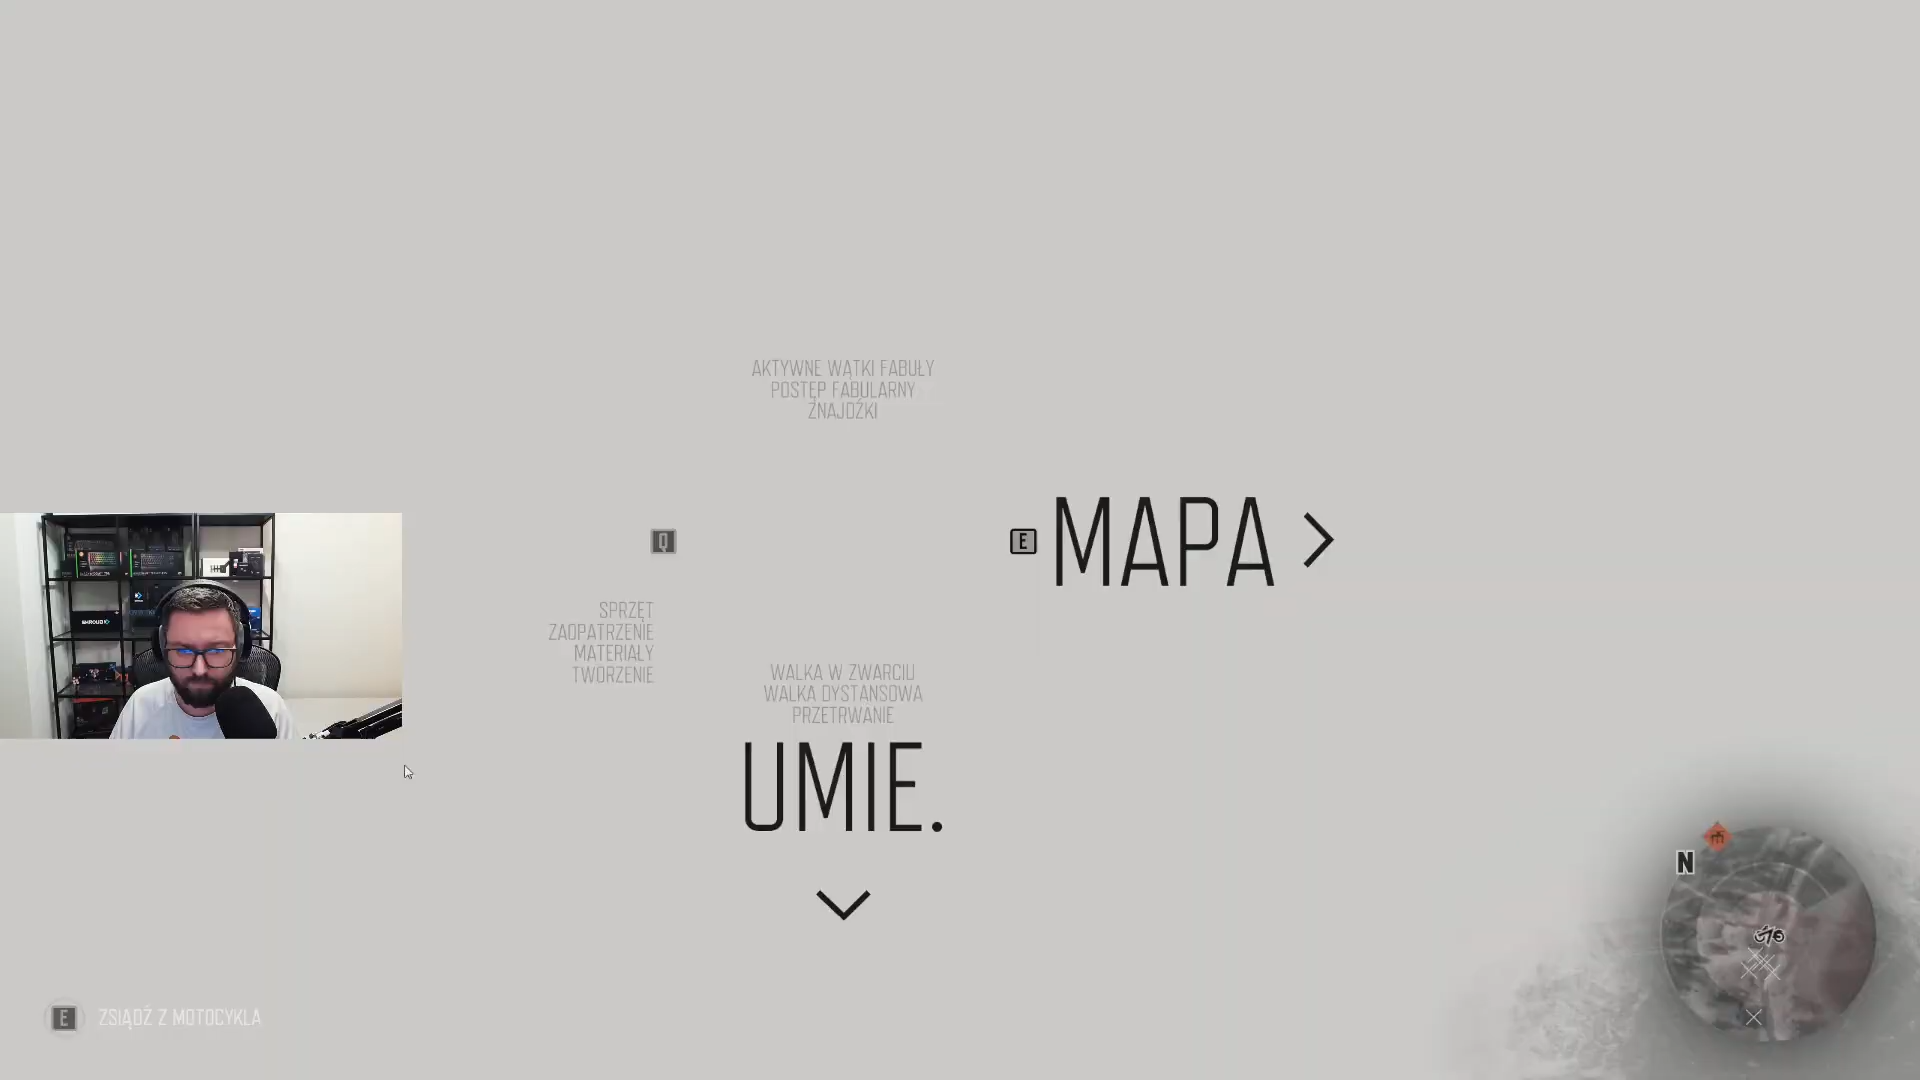 AKTYWNE WĄTKI FABUŁY
POSTĘP FABULARNY
ZNAJDŹKI
Q
E MAPA
SPRZĘT
ZAOPATRZENIE
MATERIAŁY
TWORZENIE
WALKA W ZWARCIU
WALKA DYSTANSOWA
PRZETRWANIE
UMIE.
N
E ZSIĄDŹ Z MOTOCYKLA